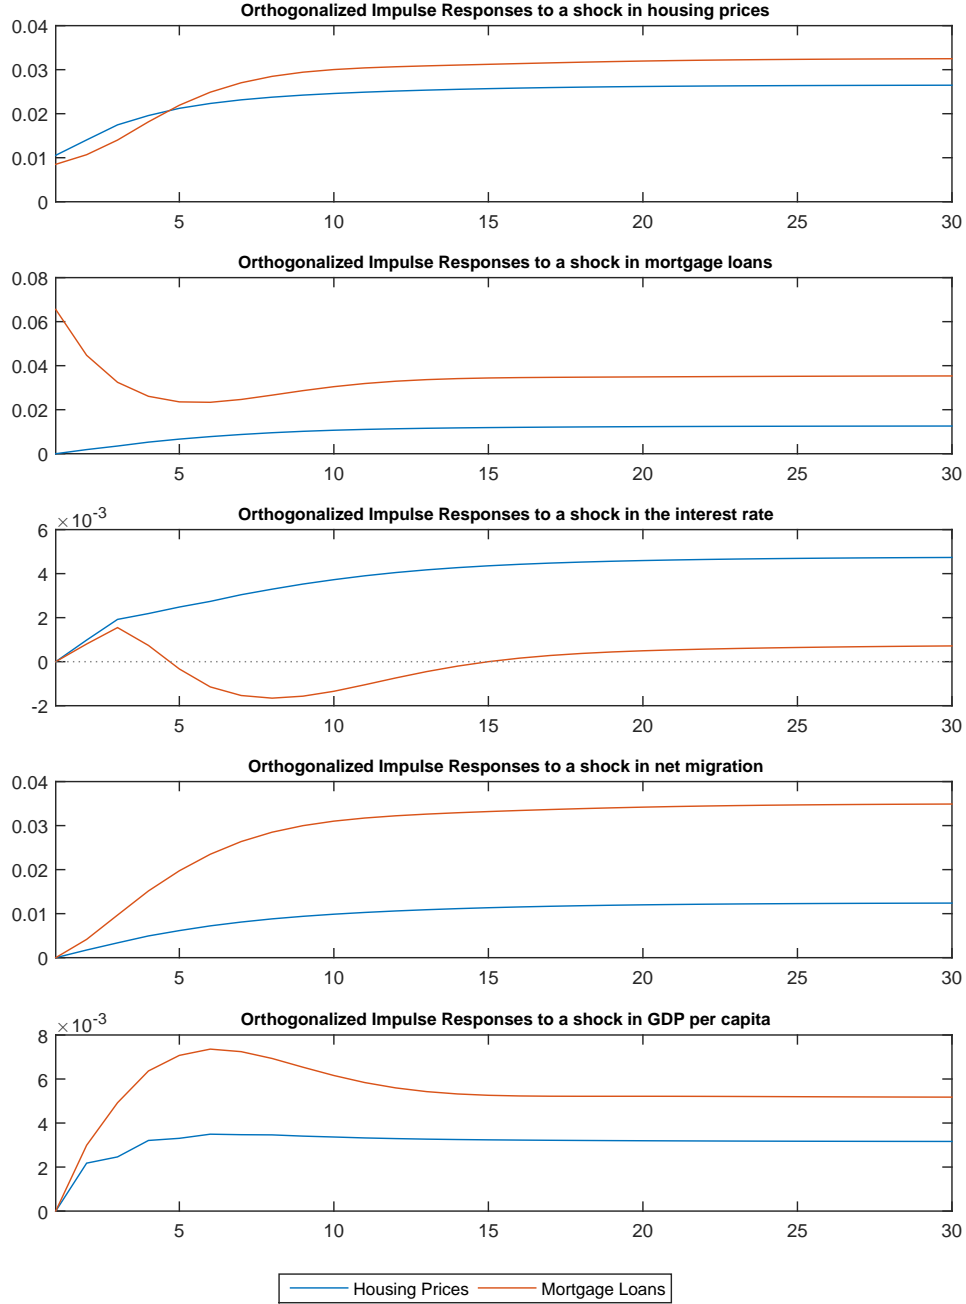 Orthogonalized Impulse Responses to a shock in housing prices
0.04
0.03
0.02
0.01
0
5 10 15 20 25 30
Orthogonalized Impulse Responses to a shock in mortgage loans
0.08
0.06
0.04
0.02
0
5 10 15 20 25 30
×10⁻³ Orthogonalized Impulse Responses to a shock in the interest rate
6
4
2
0
-2
5 10 15 20 25 30
Orthogonalized Impulse Responses to a shock in net migration
0.04
0.03
0.02
0.01
0
5 10 15 20 25 30
×10⁻³ Orthogonalized Impulse Responses to a shock in GDP per capita
8
6
4
2
0
5 10 15 20 25 30
Housing Prices Mortgage Loans